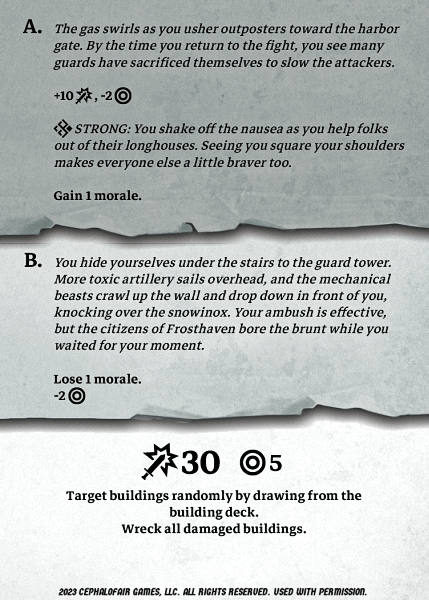 A. The gas swirls as you usher outposters toward the harbor
gate. By the time you return to the fight, you see many
guards have sacrificed themselves to slow the attackers.
+10 , -2
STRONG: You shake off the nausea as you help folks
out of their longhouses. Seeing you square your shoulders
makes everyone else a little braver too.
Gain 1 morale.
B. You hide yourselves under the stairs to the guard tower.
More toxic artillery sails overhead, and the mechanical
beasts crawl up the wall and drop down in front of you,
knocking over the snowinox. Your ambush is effective,
but the citizens of Frosthaven bore the brunt while you
waited for your moment.
Lose 1 morale.
-2
30 5
Target buildings randomly by drawing from the
building deck.
Wreck all damaged buildings.
2023 CEPHALOFAIR GAMES, LLC. ALL RIGHTS RESERVED. USED WITH PERMISSION.